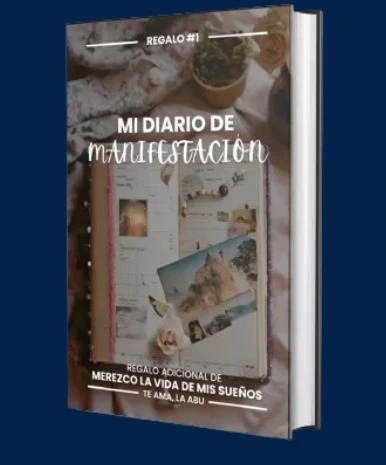 REGALO #1
MI DIARIO DE
MANIFESTACIÓN
REGALO ADICIONAL DE
MEREZCO LA VIDA DE MIS SUEÑOS
TE AMA, LA ABU